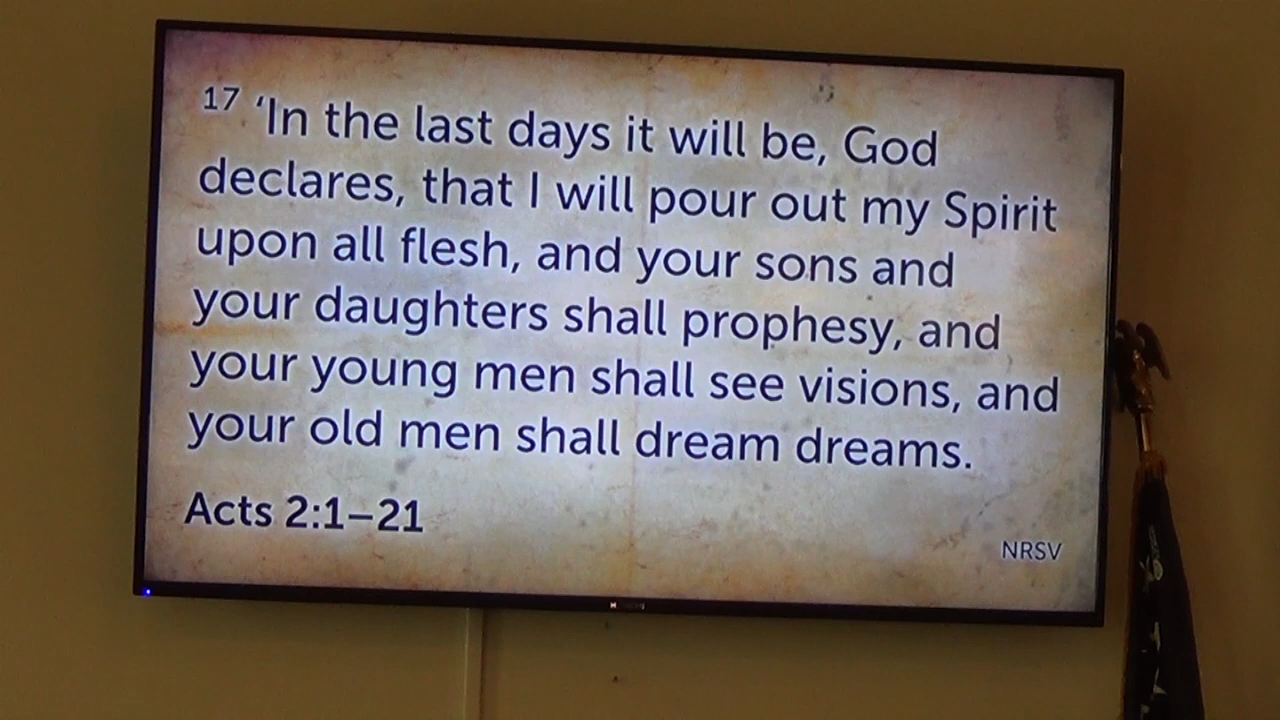 17 ‘In the last days it will be, God
declares, that I will pour out my Spirit
upon all flesh, and your sons and
your daughters shall prophesy, and
your young men shall see visions, and
your old men shall dream dreams.
Acts 2:1–21
NRSV